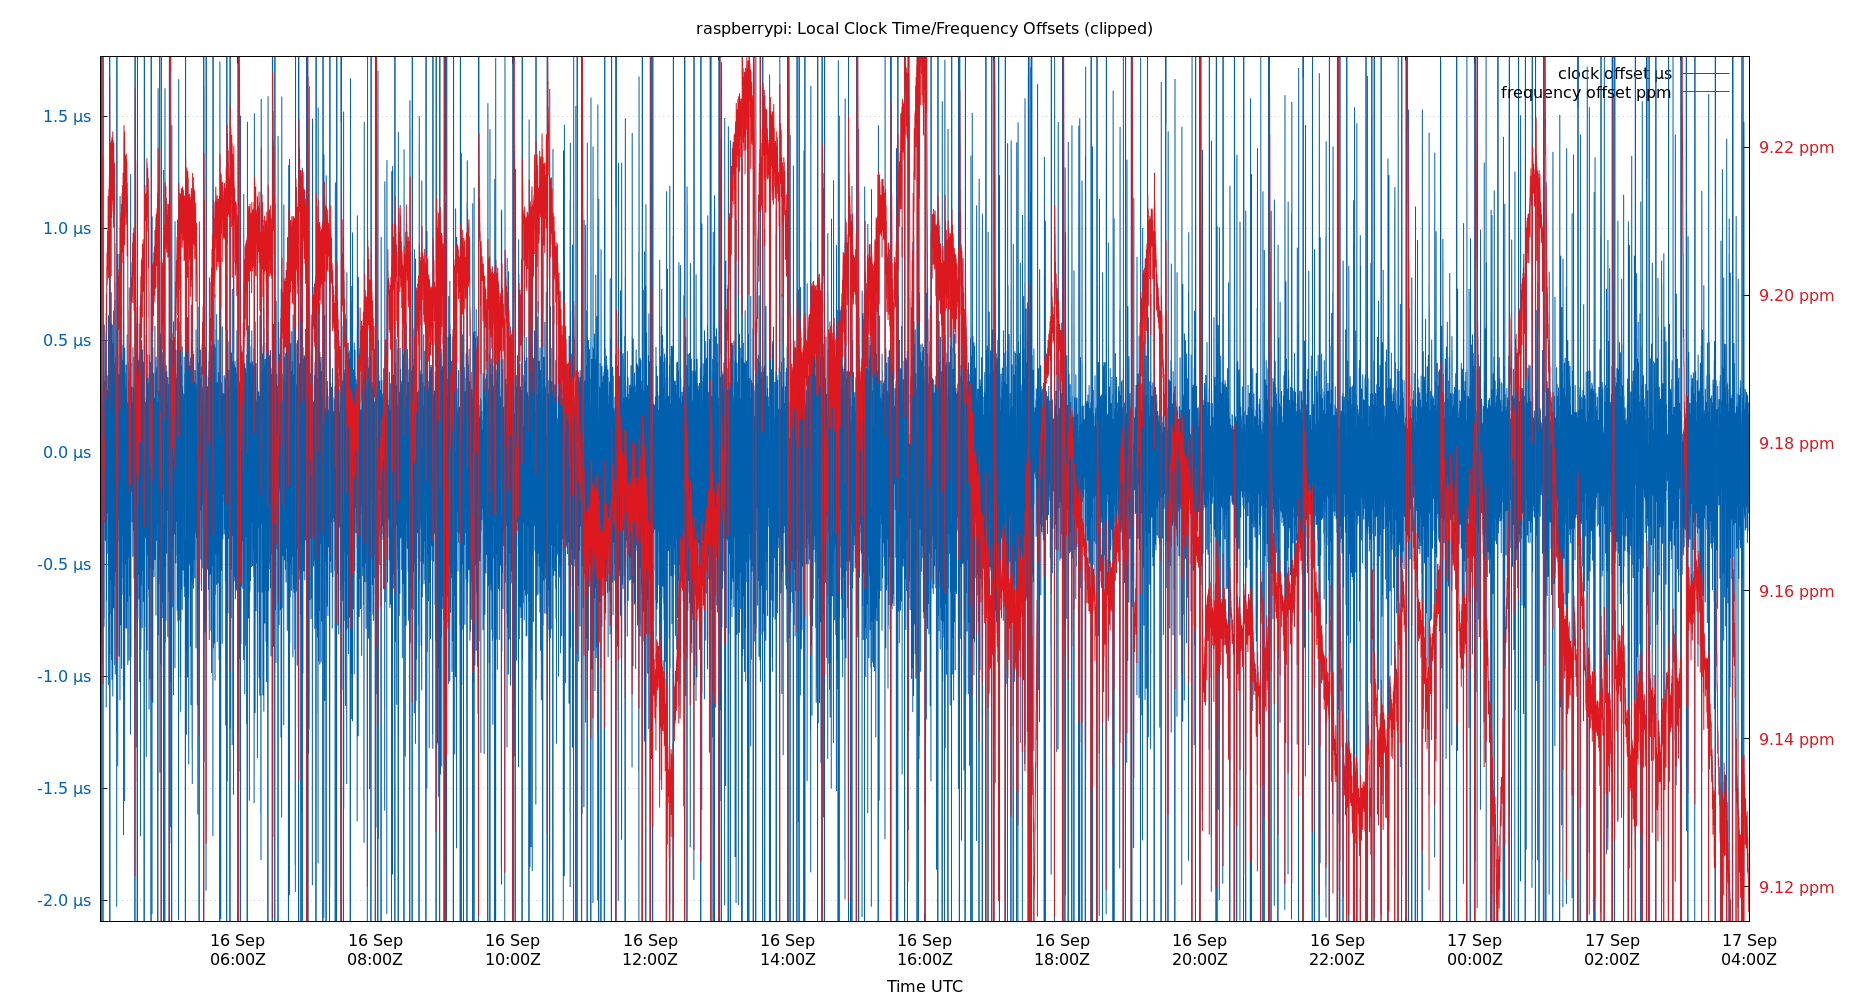 raspberrypi: Local Clock Time/Frequency Offsets (clipped)
clock offset µs
frequency offset ppm
1.5 µs
1.0 µs
0.5 µs
0.0 µs
-0.5 µs
-1.0 µs
-1.5 µs
-2.0 µs
9.22 ppm
9.20 ppm
9.18 ppm
9.16 ppm
9.14 ppm
9.12 ppm
16 Sep 16 Sep 16 Sep 16 Sep 16 Sep 16 Sep 16 Sep 16 Sep 16 Sep 17 Sep 17 Sep 17 Sep
06:00Z 08:00Z 10:00Z 12:00Z 14:00Z 16:00Z 18:00Z 20:00Z 22:00Z 00:00Z 02:00Z 04:00Z
Time UTC